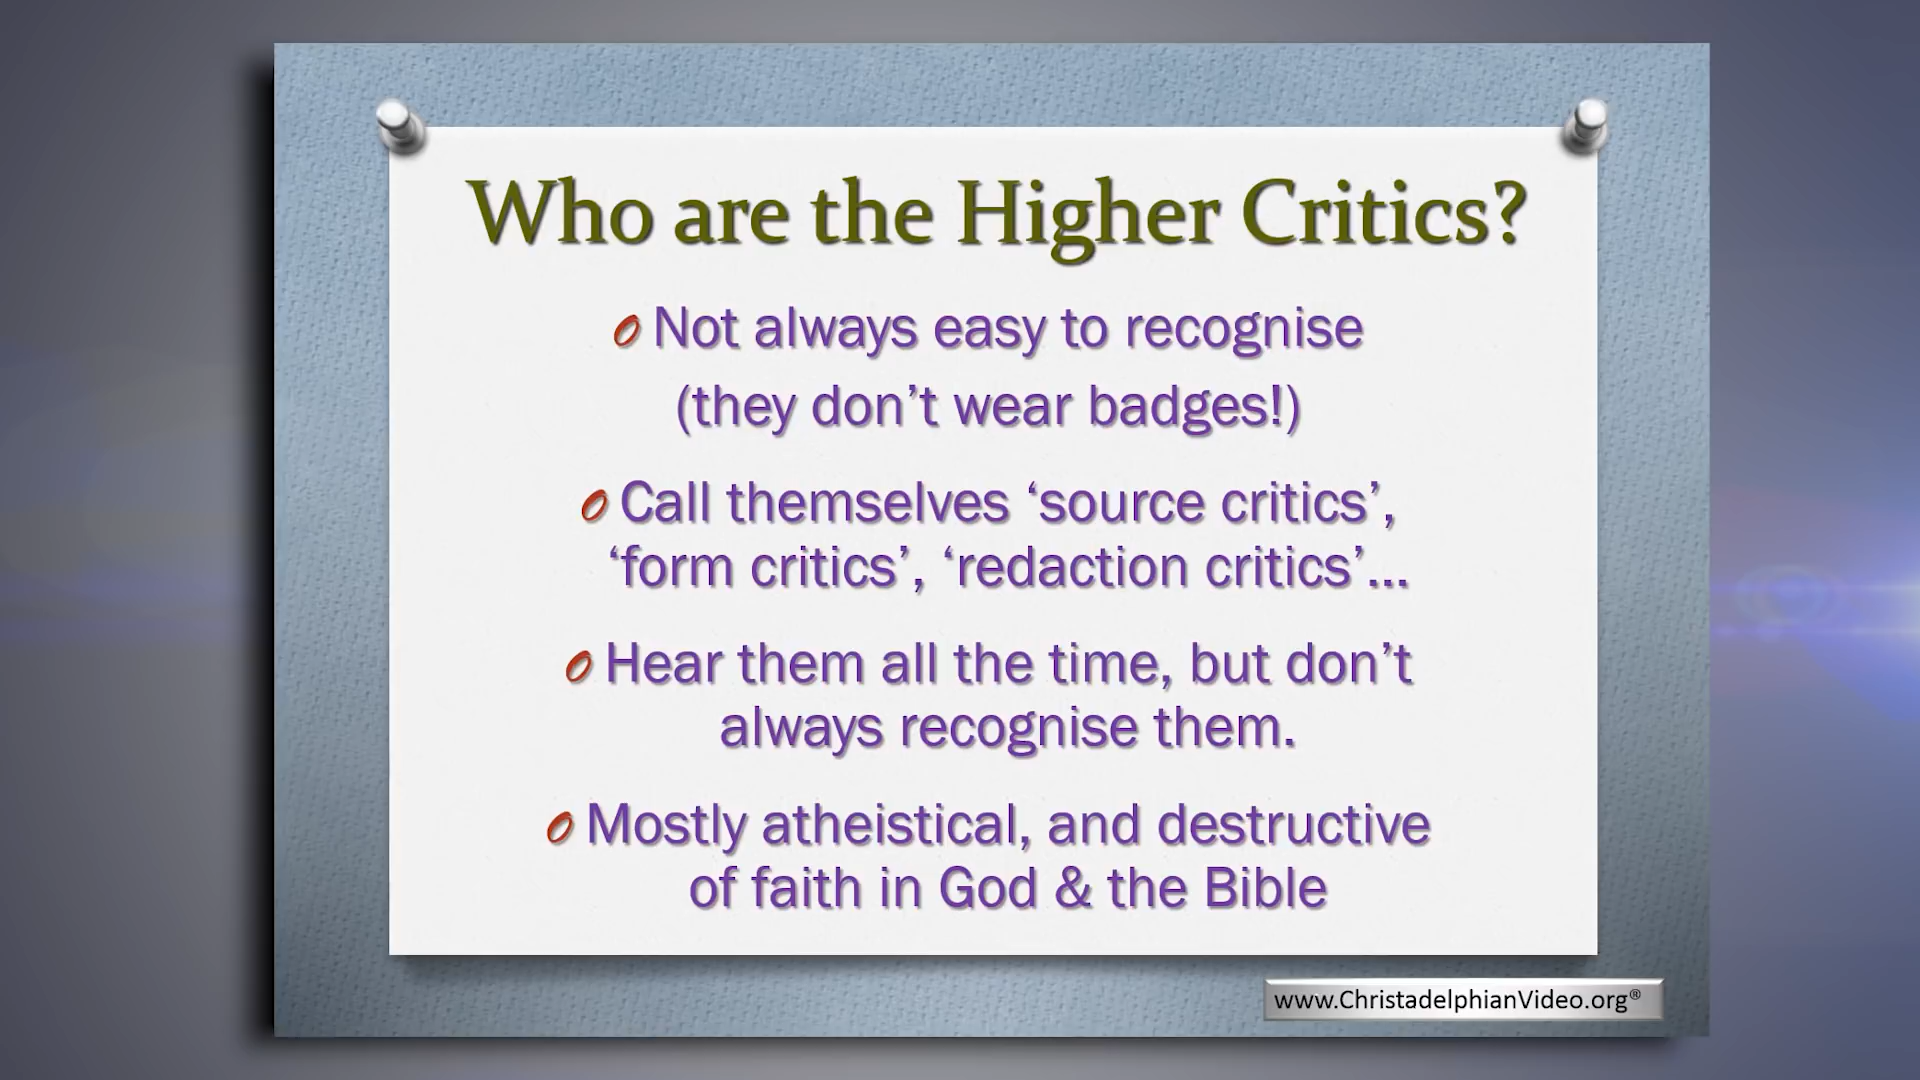 Who are the Higher Critics?
Not always easy to recognise
(they don’t wear badges!)
Call themselves ‘source critics’,
‘form critics’, ‘redaction critics’...
Hear them all the time, but don’t
always recognise them.
Mostly atheistical, and destructive
of faith in God & the Bible
www.ChristadelphianVideo.org®